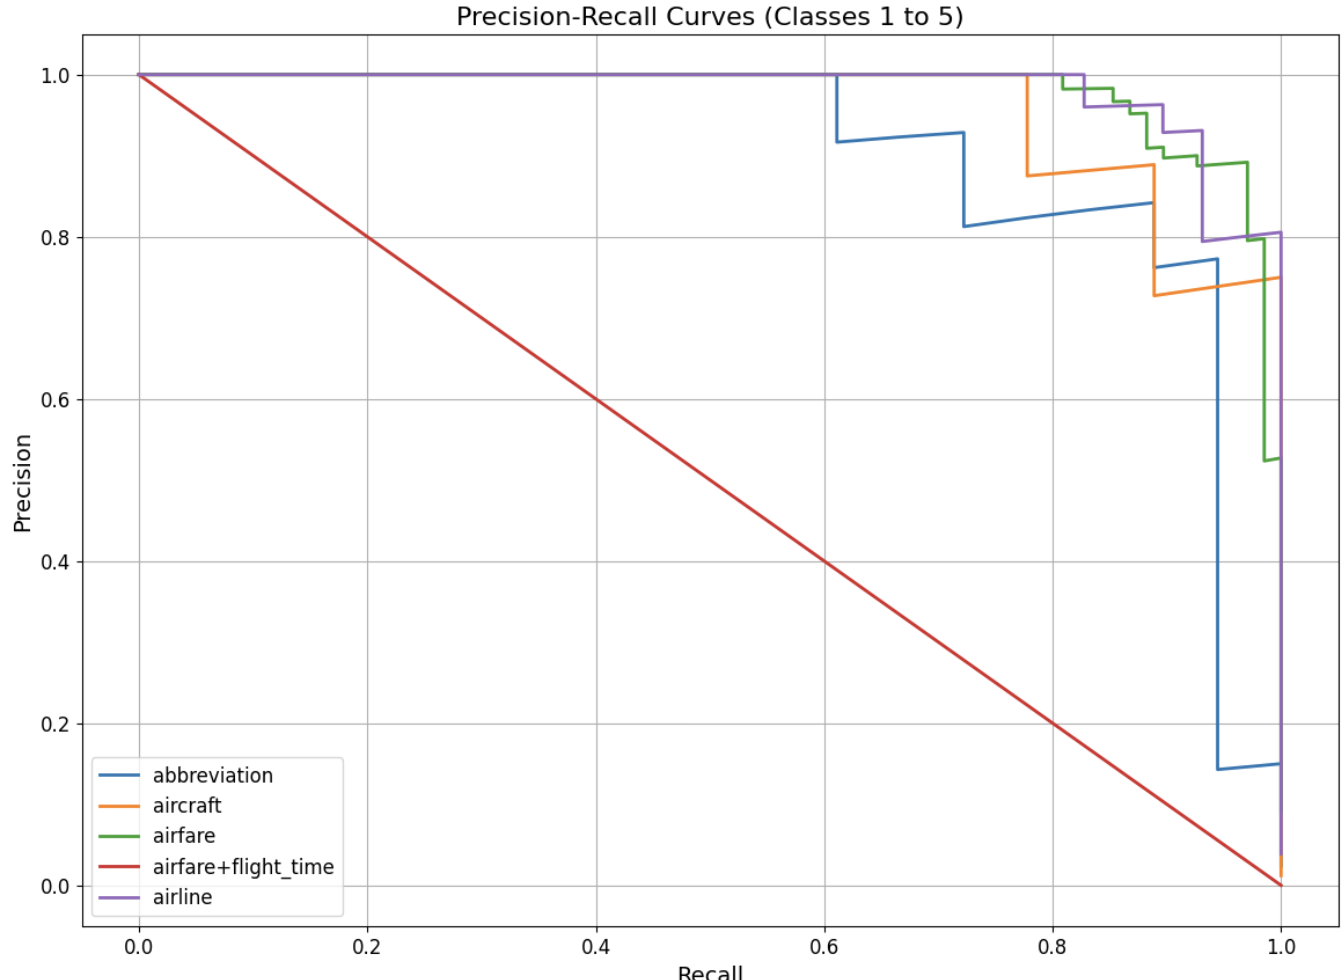 Precision-Recall Curves (Classes 1 to 5)
Precision
1.0
0.8
0.6
0.4
0.2
0.0
abbreviation
aircraft
airfare
airfare+flight_time
airline
0.0 0.2 0.4 0.6 0.8 1.0
Recall